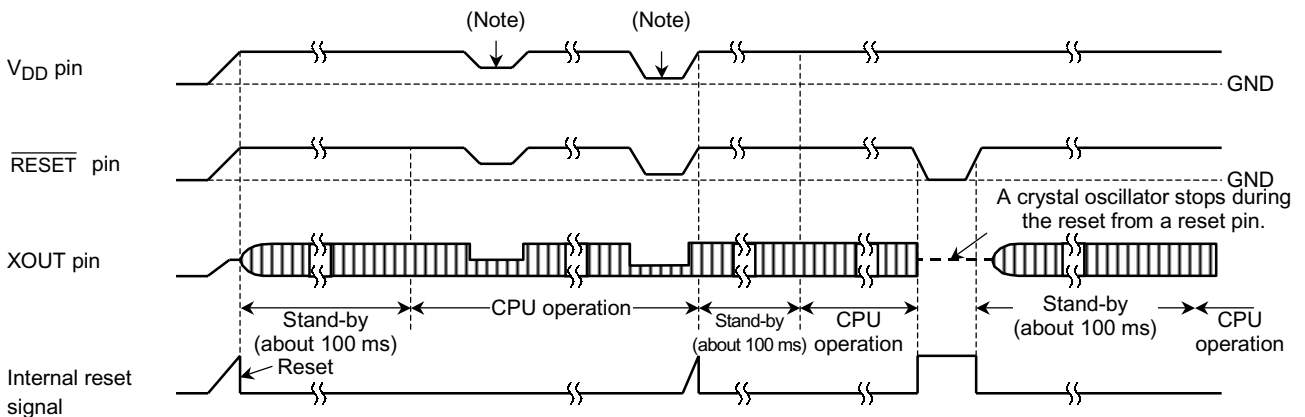 (Note) (Note)
VDD pin
GND
RESET pin
GND
A crystal oscillator stops during
the reset from a reset pin.
XOUT pin
Stand-by
(about 100 ms)
CPU operation
Stand-by
(about 100 ms)
CPU
operation
Stand-by
(about 100 ms)
CPU
operation
Reset
Internal reset
signal